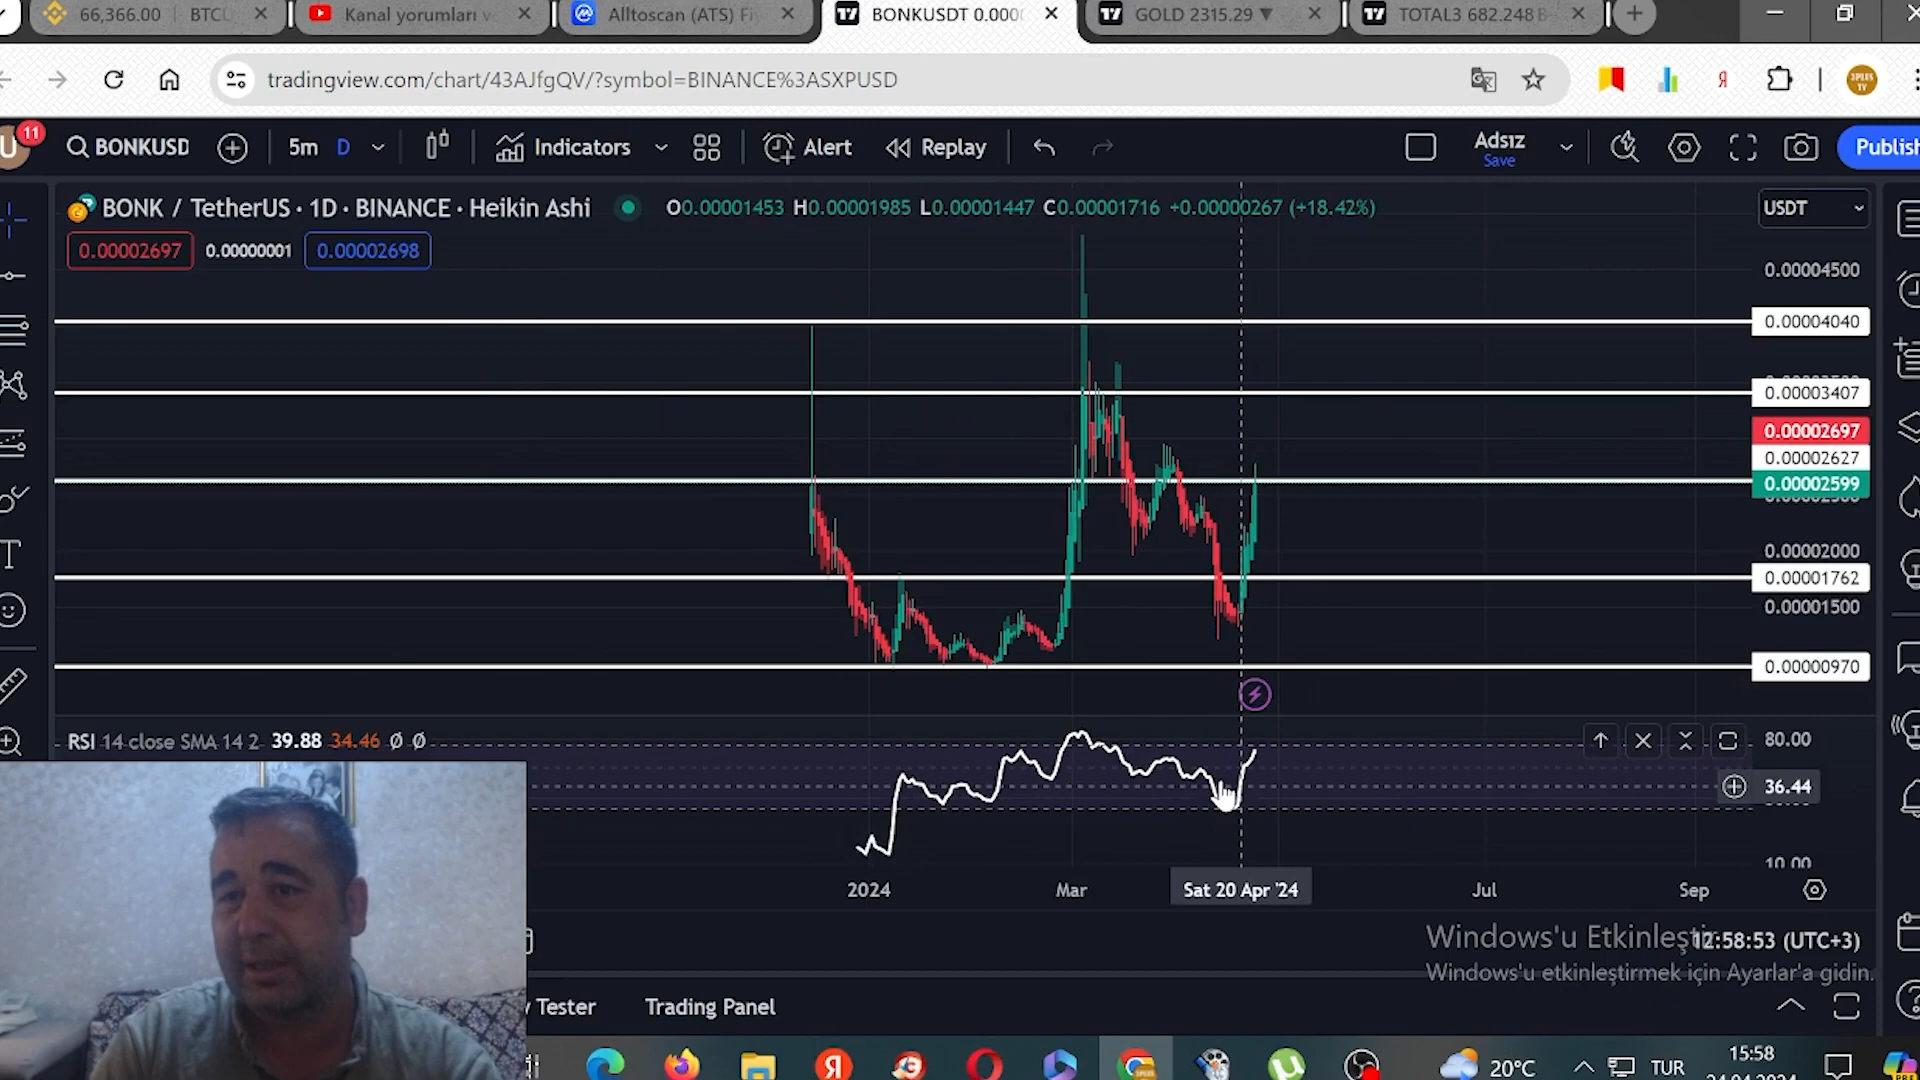 66,366.00 | BTCU
Kanal yorumları v
Alltoscan (ATS) Fiy
BONKUSDT 0.000
GOLD 2315.29 ▼
TOTAL3 682.248 B
tradingview.com/chart/43AJfgQV/?symbol=BINANCE%3ASXPUSD
11
U
BONKUSD
5m
D
Indicators
Alert
Replay
Adsız
Save
Publish
BONK / TetherUS · 1D · BINANCE · Heikin Ashi
O0.00001453 H0.00001985 L0.00001447 C0.00001716 +0.00000267 (+18.42%)
USDT
0.00002697
0.00000001
0.00002698
0.00004500
0.00004040
0.00003407
0.00002697
0.00002627
0.00002599
0.00002000
0.00001762
0.00001500
0.00000970
RSI 14 close SMA 14 2 39.88 34.46 Ø Ø
80.00
36.44
10.00
2024
Mar
Sat 20 Apr '24
Jul
Sep
Windows'u Etkinleştir
12:58:53 (UTC+3)
Windows'u etkinleştirmek için Ayarlar'a gidin.
y Tester
Trading Panel
20°C
TUR
15:58
24.04.2024